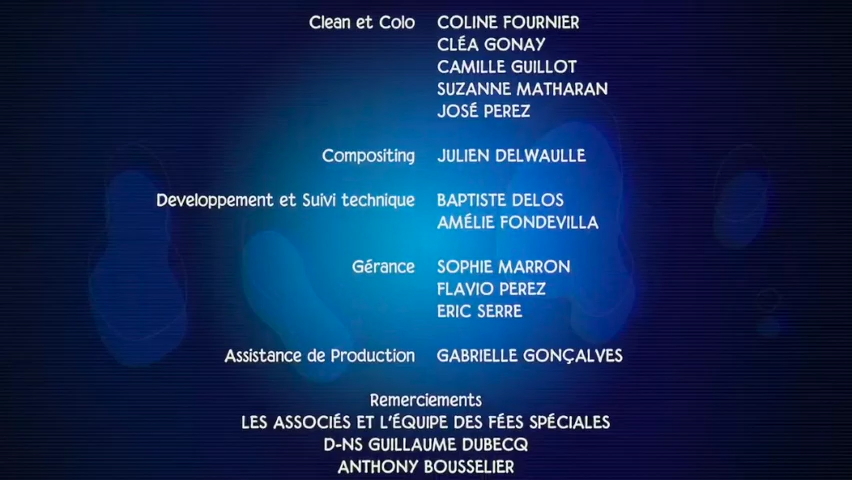 Clean et Colo COLINE FOURNIER
CLÉA GONAY
CAMILLE GUILLOT
SUZANNE MATHARAN
JOSÉ PEREZ
Compositing JULIEN DELWAULLE
Developpement et Suivi technique BAPTISTE DELOS
AMÉLIE FONDEVILLA
Gérance SOPHIE MARRON
FLAVIO PEREZ
ERIC SERRE
Assistance de Production GABRIELLE GONÇALVES
Remerciements
LES ASSOCIÉS ET L'ÉQUIPE DES FÉES SPÉCIALES
D-NS GUILLAUME DUBECQ
ANTHONY BOUSSELIER